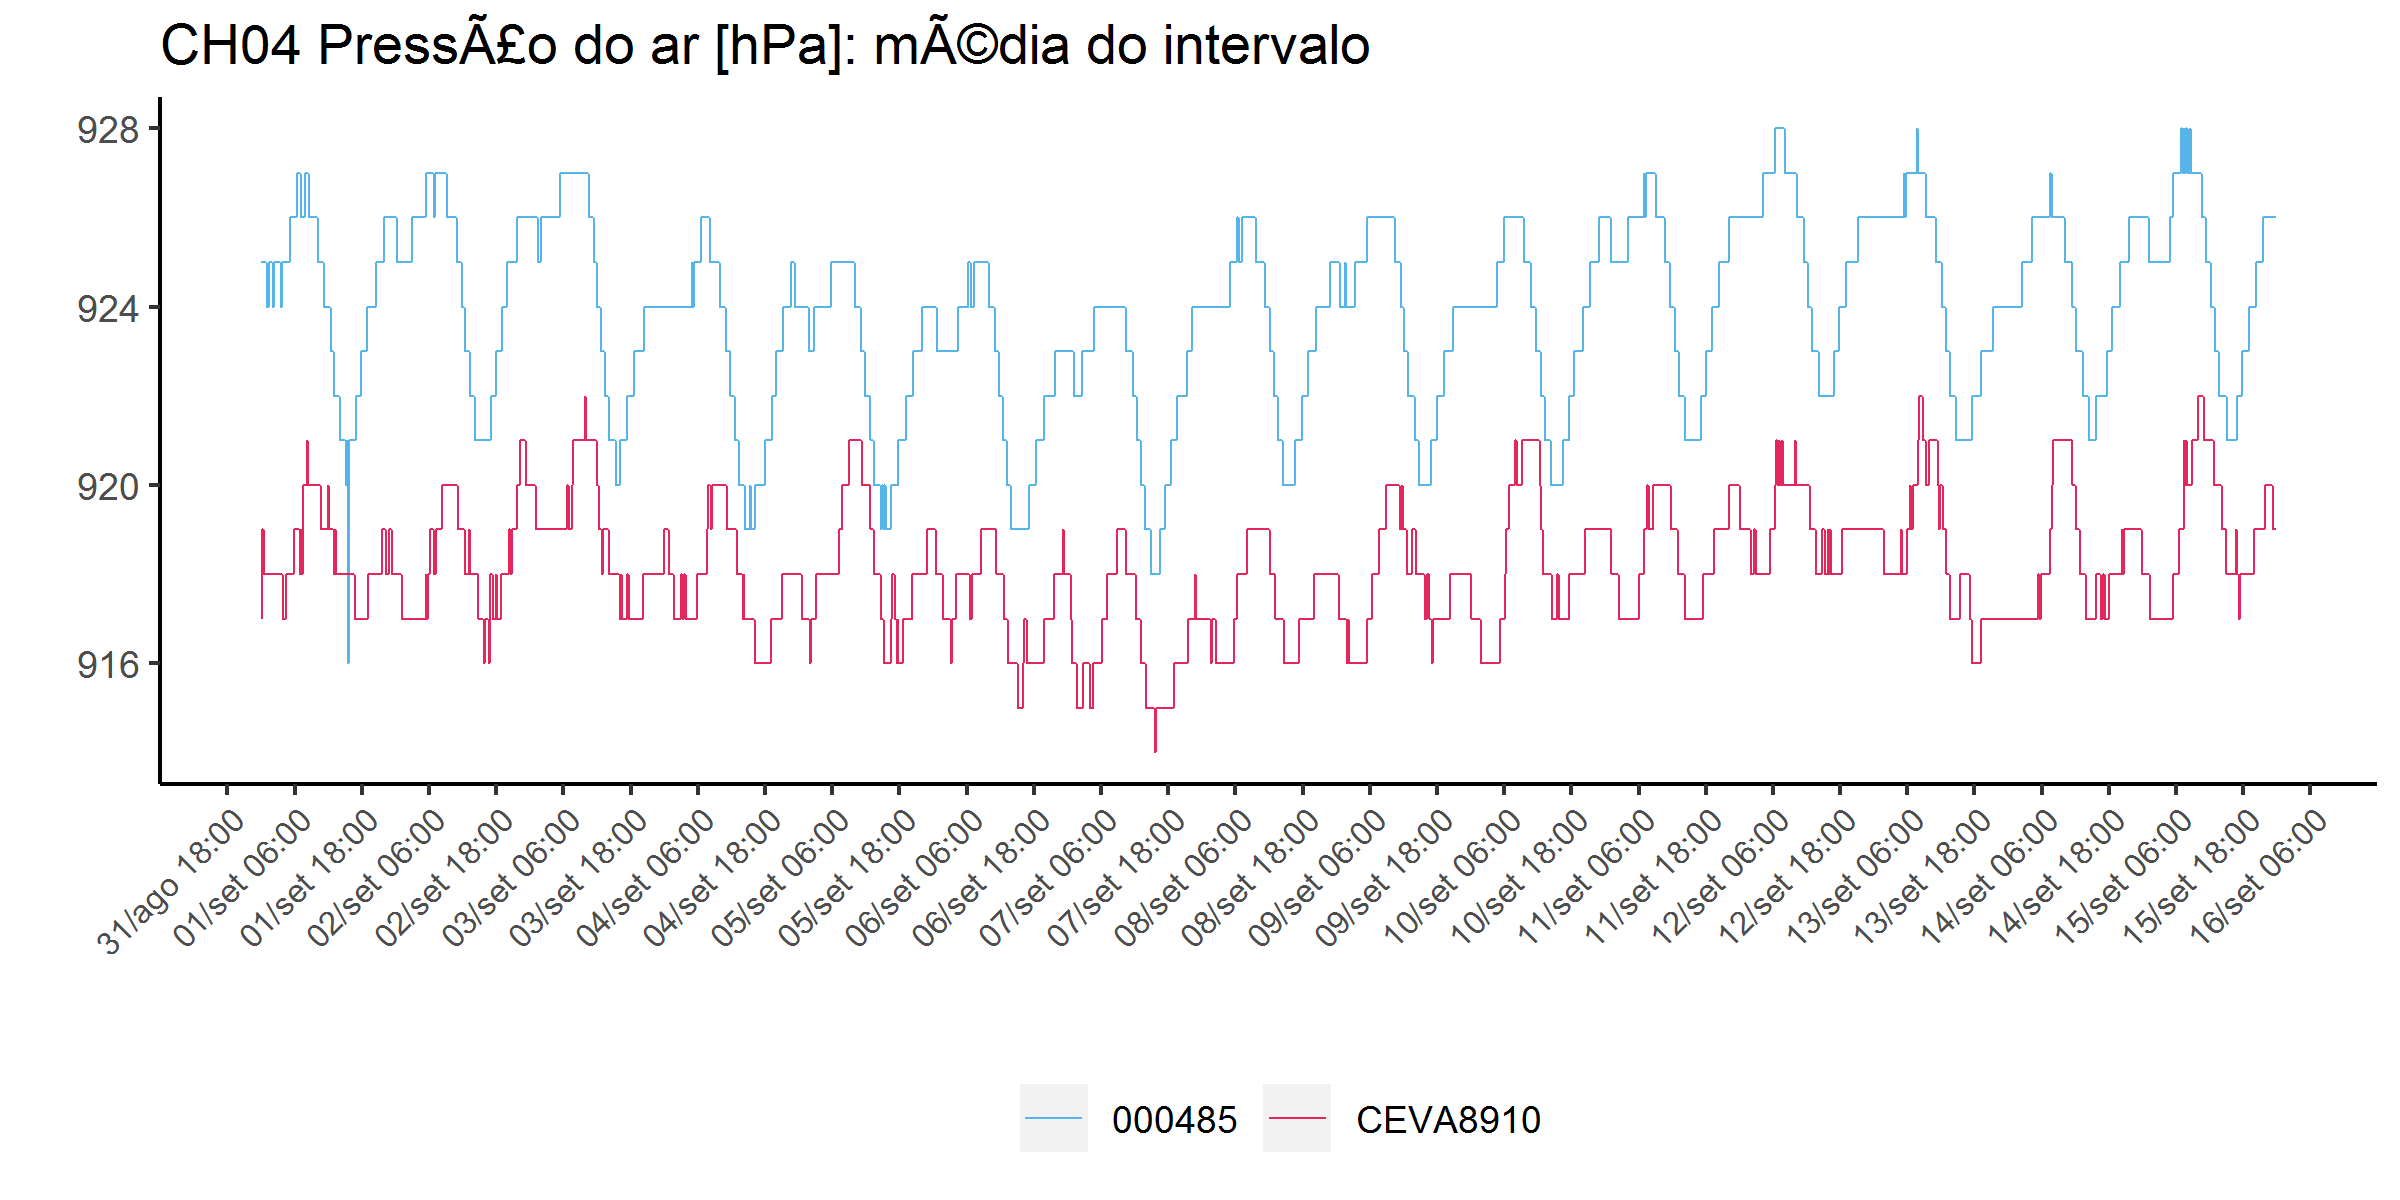 CH04 PressÃ£o do ar [hPa]: mÃ©dia do intervalo
928
924
920
916
31/ago 18:00
01/set 06:00
01/set 18:00
02/set 06:00
02/set 18:00
03/set 06:00
03/set 18:00
04/set 06:00
04/set 18:00
05/set 06:00
05/set 18:00
06/set 06:00
06/set 18:00
07/set 06:00
07/set 18:00
08/set 06:00
08/set 18:00
09/set 06:00
09/set 18:00
10/set 06:00
10/set 18:00
11/set 06:00
11/set 18:00
12/set 06:00
12/set 18:00
13/set 06:00
13/set 18:00
14/set 06:00
14/set 18:00
15/set 06:00
15/set 18:00
16/set 06:00
000485 CEVA8910